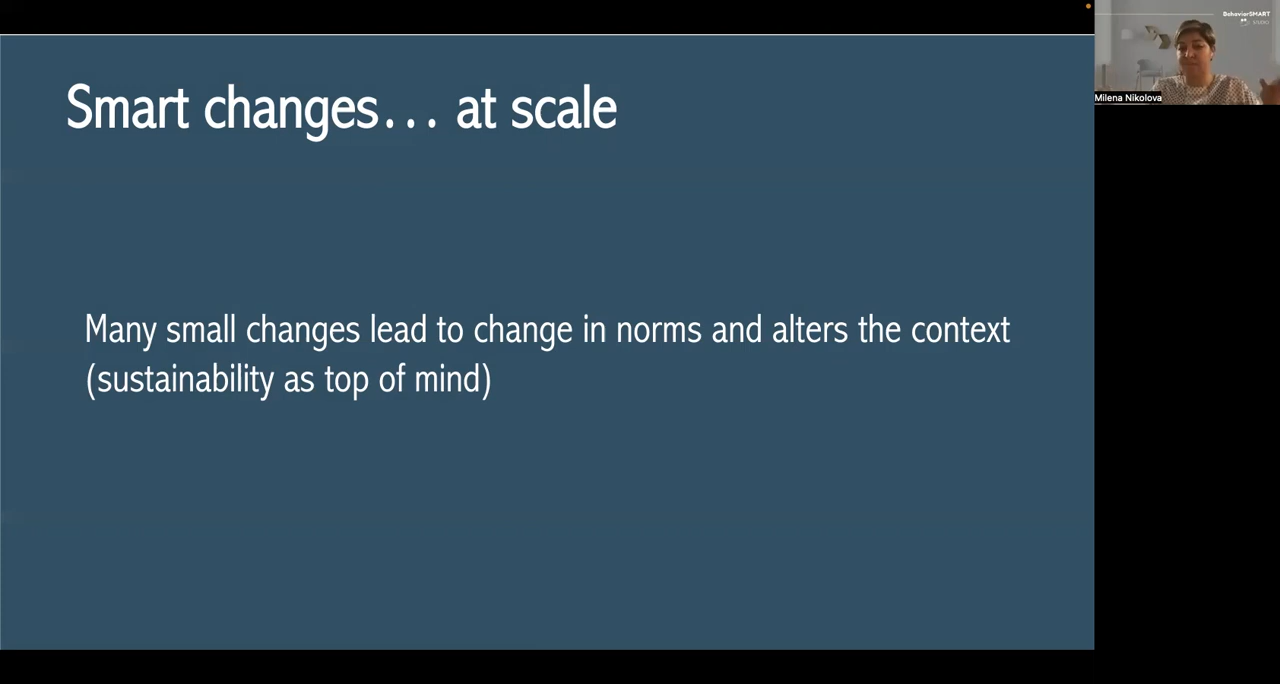 Smart changes... at scale
Many small changes lead to change in norms and alters the context
(sustainability as top of mind)
BehaviorSMART
Milena Nikolova